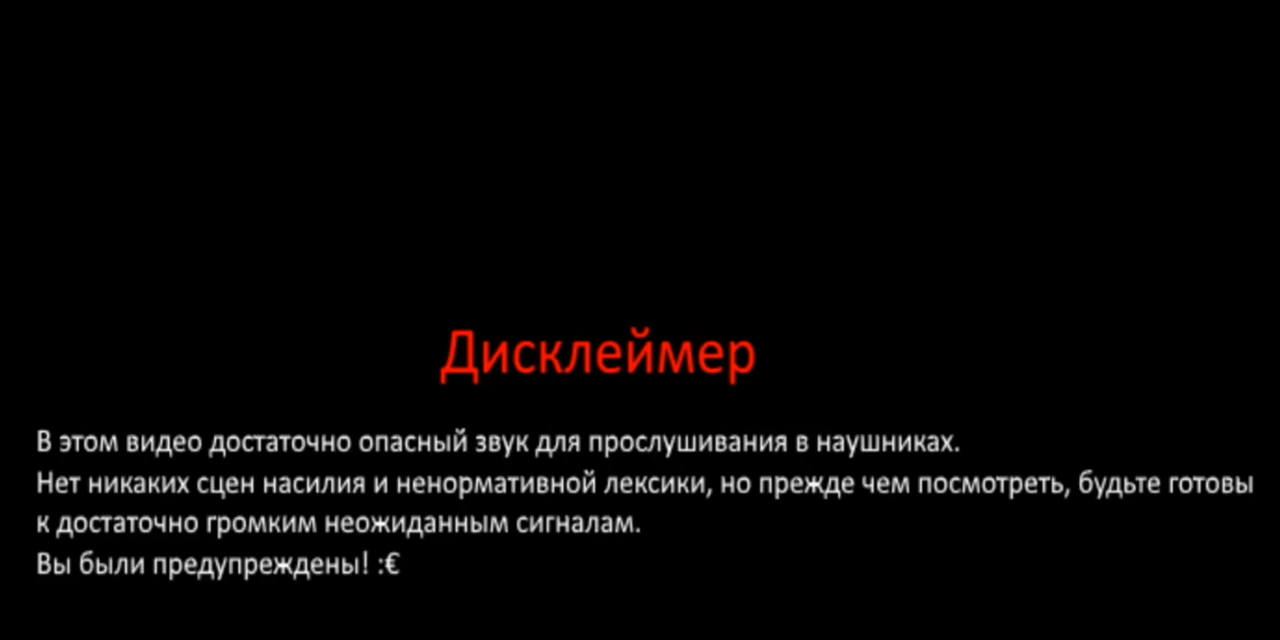 Дисклеймер
В этом видео достаточно опасный звук для прослушивания в наушниках.
Нет никаких сцен насилия и ненормативной лексики, но прежде чем посмотреть, будьте готовы
к достаточно громким неожиданным сигналам.
Вы были предупреждены! :€